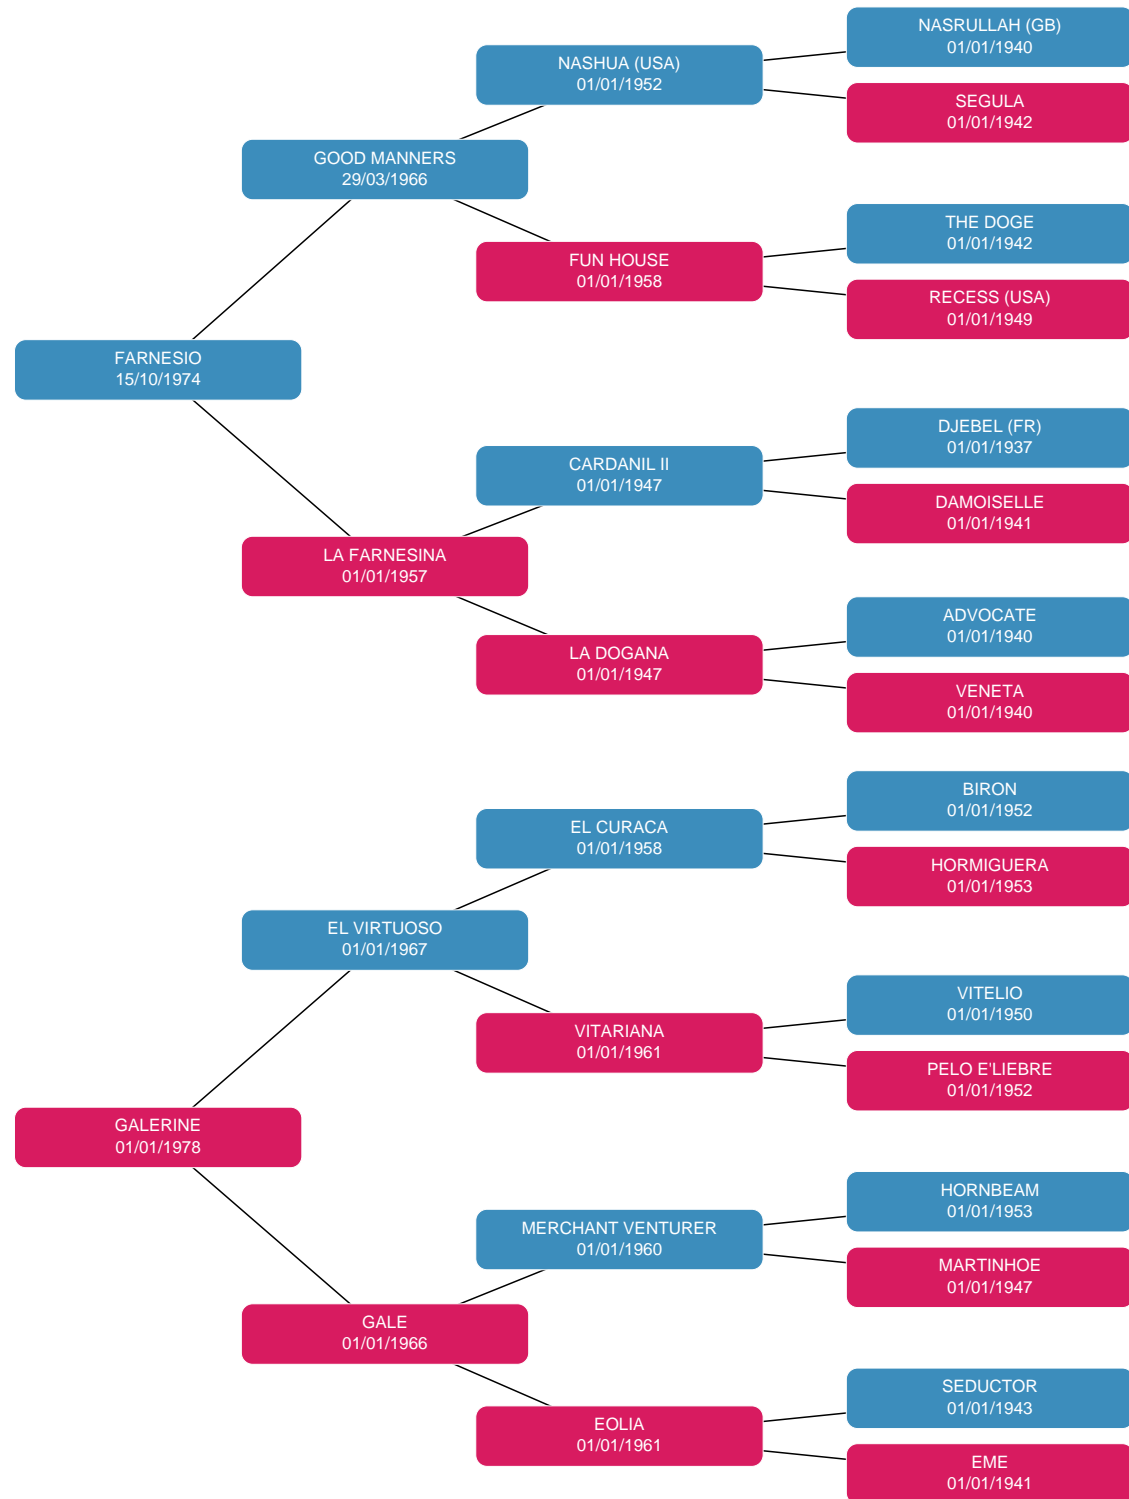 NASRULLAH (GB)
01/01/1940
NASHUA (USA)
01/01/1952
SEGULA
01/01/1942
GOOD MANNERS
29/03/1966
THE DOGE
01/01/1942
FUN HOUSE
01/01/1958
RECESS (USA)
01/01/1949
FARNESIO
15/10/1974
DJEBEL (FR)
01/01/1937
CARDANIL II
01/01/1947
DAMOISELLE
01/01/1941
LA FARNESINA
01/01/1957
ADVOCATE
01/01/1940
LA DOGANA
01/01/1947
VENETA
01/01/1940
BIRON
01/01/1952
EL CURACA
01/01/1958
HORMIGUERA
01/01/1953
EL VIRTUOSO
01/01/1967
VITELIO
01/01/1950
VITARIANA
01/01/1961
PELO E'LIEBRE
01/01/1952
GALERINE
01/01/1978
HORNBEAM
01/01/1953
MERCHANT VENTURER
01/01/1960
MARTINHOE
01/01/1947
GALE
01/01/1966
SEDUCTOR
01/01/1943
EOLIA
01/01/1961
EME
01/01/1941